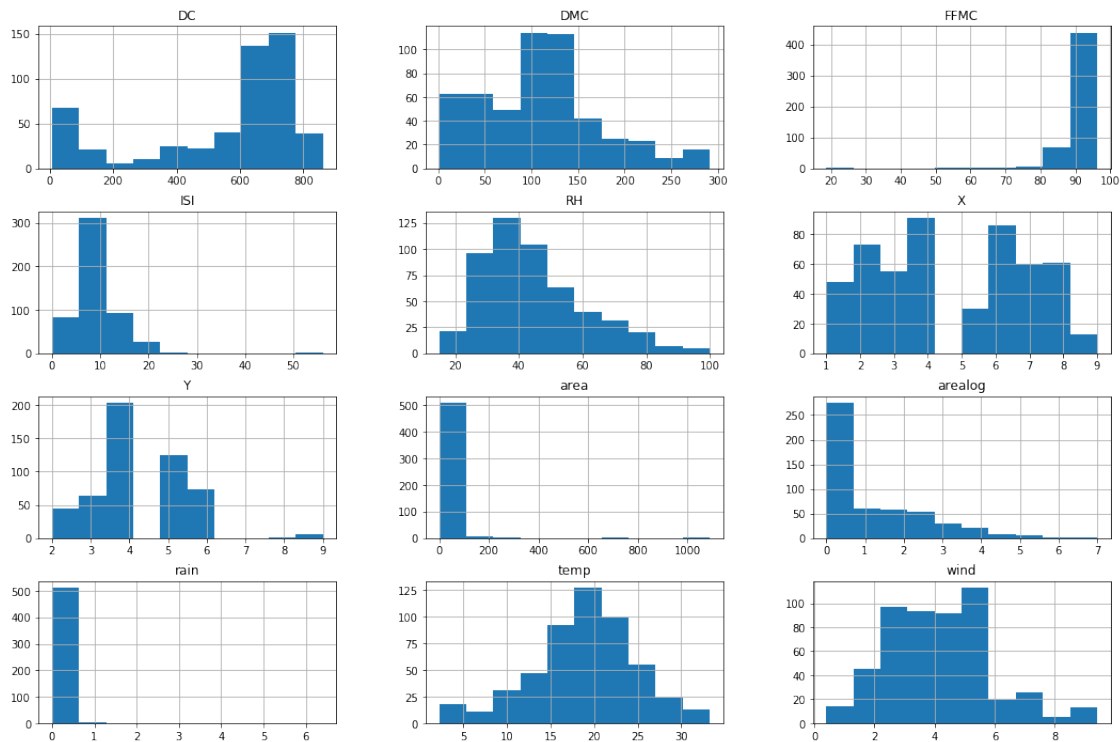 DC
150
100
50
0
0 200 400 600 800
DMC
100
80
60
40
20
0
0 50 100 150 200 250 300
FFMC
400
300
200
100
0
20 30 40 50 60 70 80 90 100
ISI
300
200
100
0
0 10 20 30 40 50
RH
125
100
75
50
25
0
20 40 60 80 100
X
80
60
40
20
0
1 2 3 4 5 6 7 8 9
Y
200
150
100
50
0
2 3 4 5 6 7 8 9
area
500
400
300
200
100
0
0 200 400 600 800 1000
arealog
250
200
150
100
50
0
0 1 2 3 4 5 6 7
rain
500
400
300
200
100
0
0 1 2 3 4 5 6
temp
125
100
75
50
25
0
5 10 15 20 25 30
wind
100
80
60
40
20
0
0 2 4 6 8